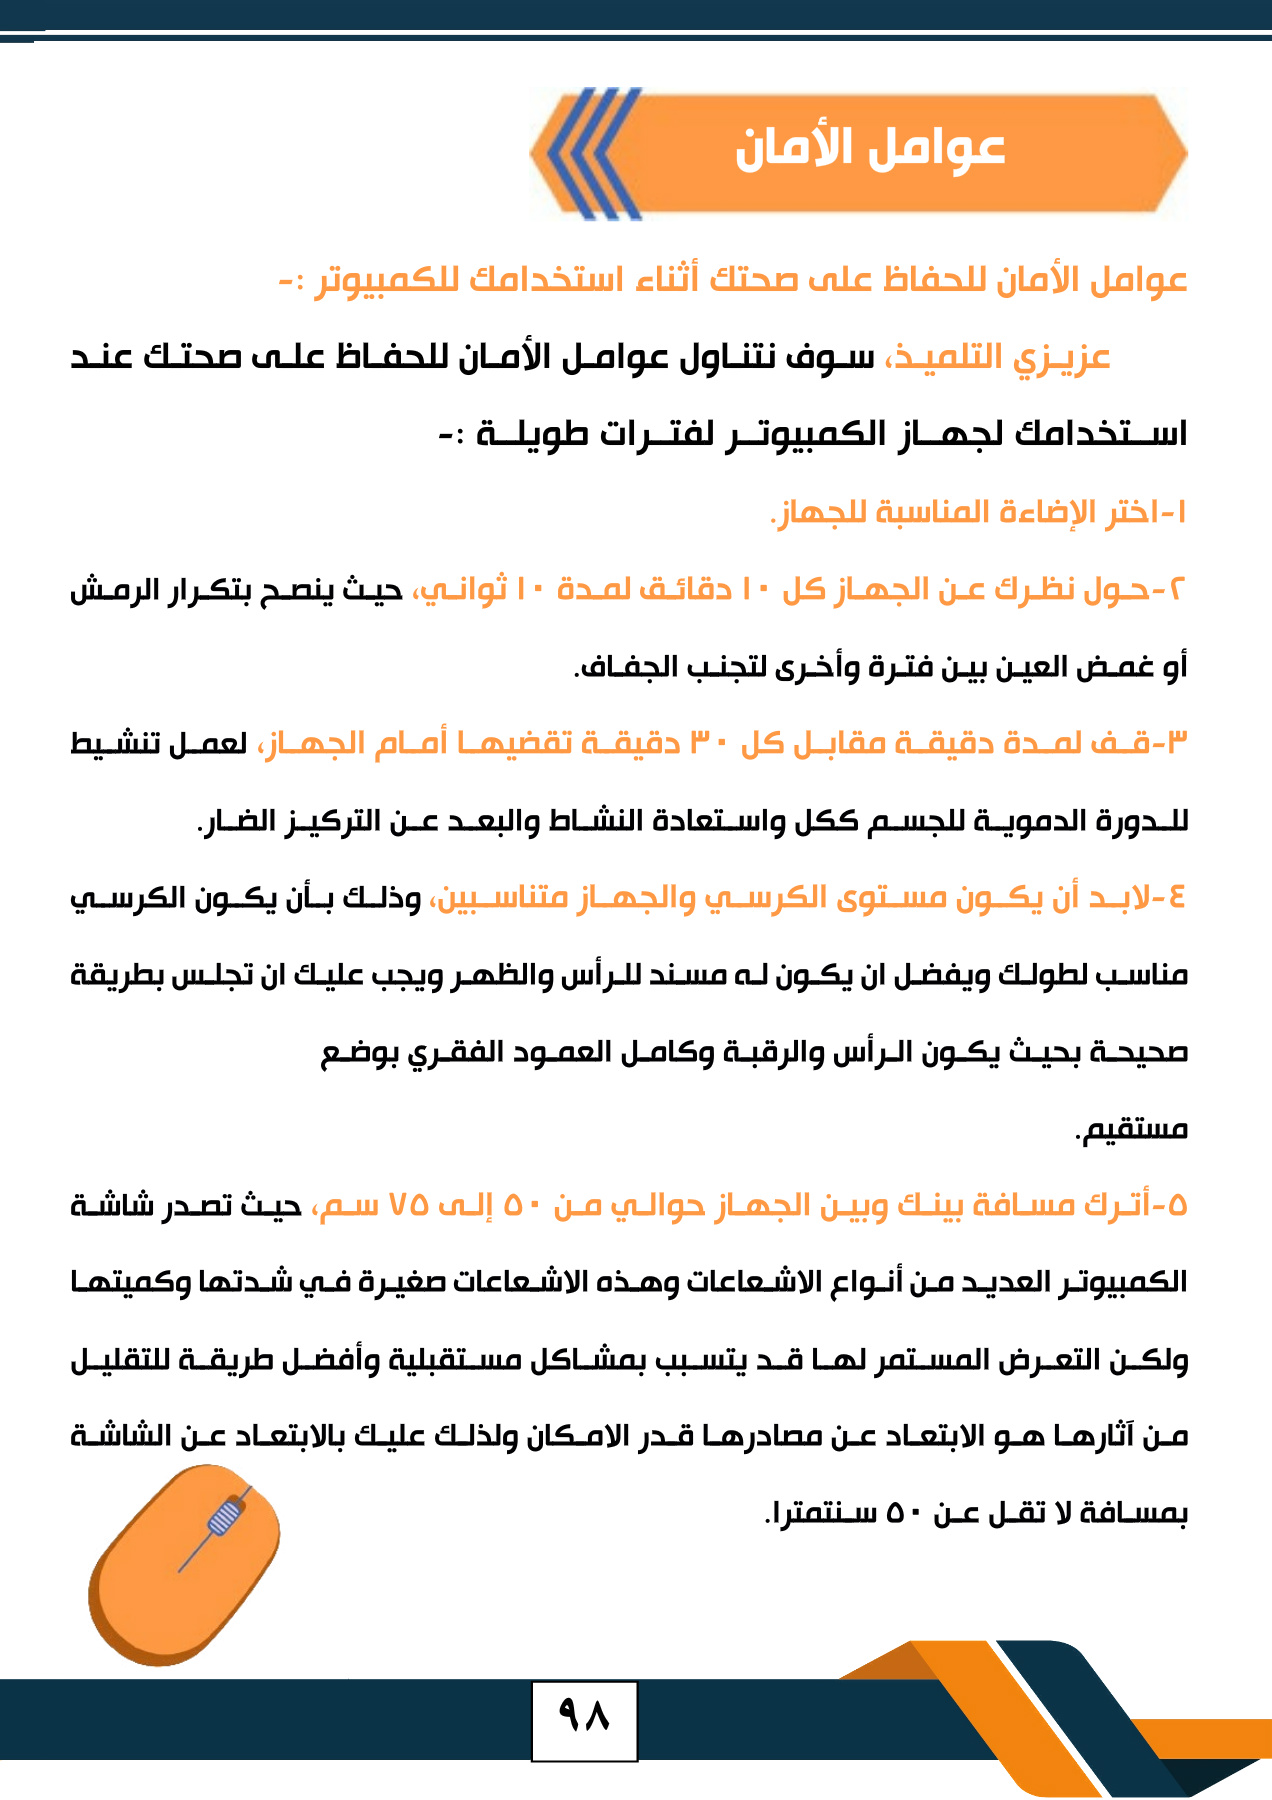 عوامل الأمان
عوامل الأمان للحفاظ على صحتك أثناء استخدامك للكمبيوتر :-
عزيزي التلميذ، سوف نتناول عوامل الأمان للحفاظ على صحتك عند
استخدامك لجهاز الكمبيوتر لفترات طويلة :-
١-اختر الإضاءة المناسبة للجهاز.
٢-حول نظرك عن الجهاز كل ١٠ دقائق لمدة ١٠ ثواني، حيث ينصح بتكرار الرمش
أو غمض العين بين فترة وأخرى لتجنب الجفاف.
٣-قف لمدة دقيقة مقابل كل ٣٠ دقيقة تقضيها أمام الجهاز، لعمل تنشيط
للدورة الدموية للجسم ككل واستعادة النشاط والبعد عن التركيز الضار.
٤-لابد أن يكون مستوى الكرسي والجهاز متناسبين، وذلك بأن يكون الكرسي
مناسب لطولك ويفضل ان يكون له مسند للرأس والظهر ويجب عليك ان تجلس بطريقة
صحيحة بحيث يكون الرأس والرقبة وكامل العمود الفقري بوضع
مستقيم.
٥-أترك مسافة بينك وبين الجهاز حوالي من ٥٠ إلى ٧٥ سم، حيث تصدر شاشة
الكمبيوتر العديد من أنواع الاشعاعات وهذه الاشعاعات صغيرة في شدتها وكميتها
ولكن التعرض المستمر لها قد يتسبب بمشاكل مستقبلية وأفضل طريقة للتقليل
من آثارها هو الابتعاد عن مصادرها قدر الامكان ولذلك عليك بالابتعاد عن الشاشة
بمسافة لا تقل عن ٥٠ سنتمترا.
٩٨